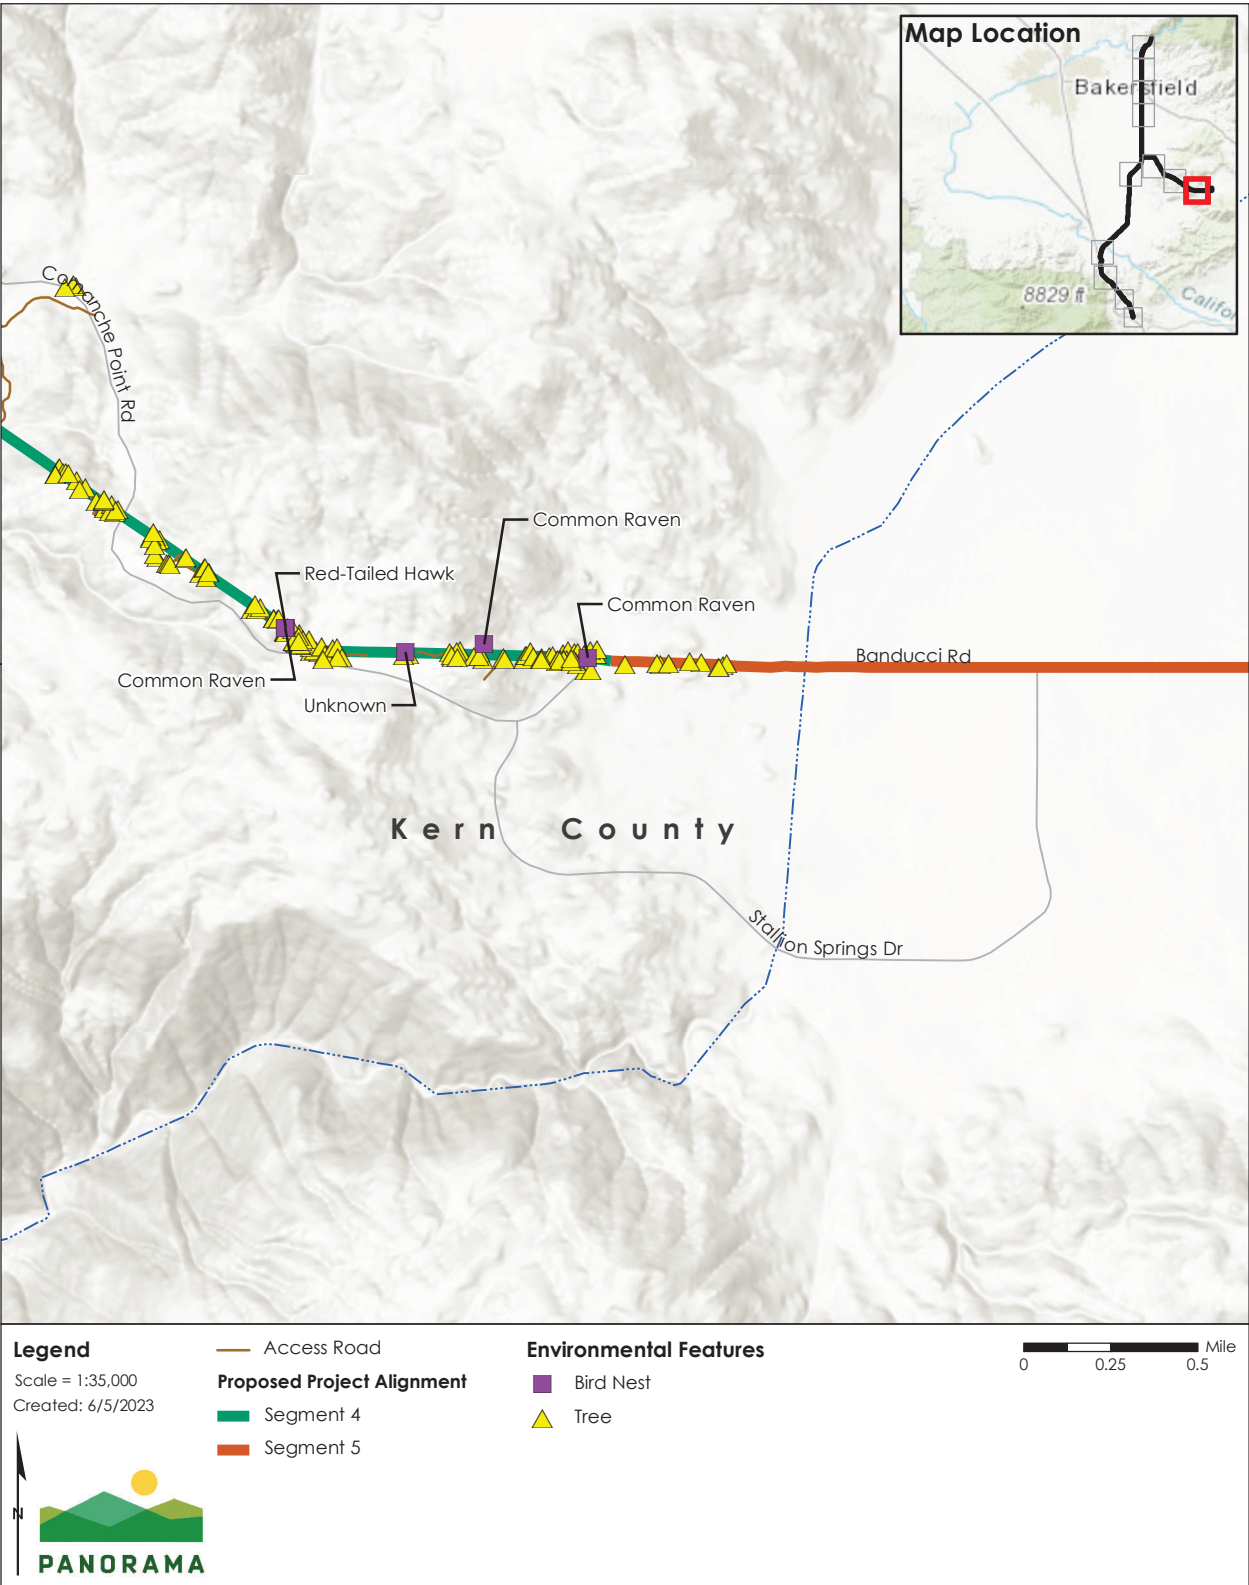 Map Location
Bakersfield
8829 ft
Califo
Comanche Point Rd
Common Raven
Red-Tailed Hawk
Common Raven
Banducci Rd
Common Raven
Unknown
Kern County
Stallion Springs Dr
Legend
Scale = 1:35,000
Created: 6/5/2023
N
PANORAMA
Access Road
Proposed Project Alignment
Segment 4
Segment 5
Environmental Features
Bird Nest
Tree
Mile
0 0.25 0.5